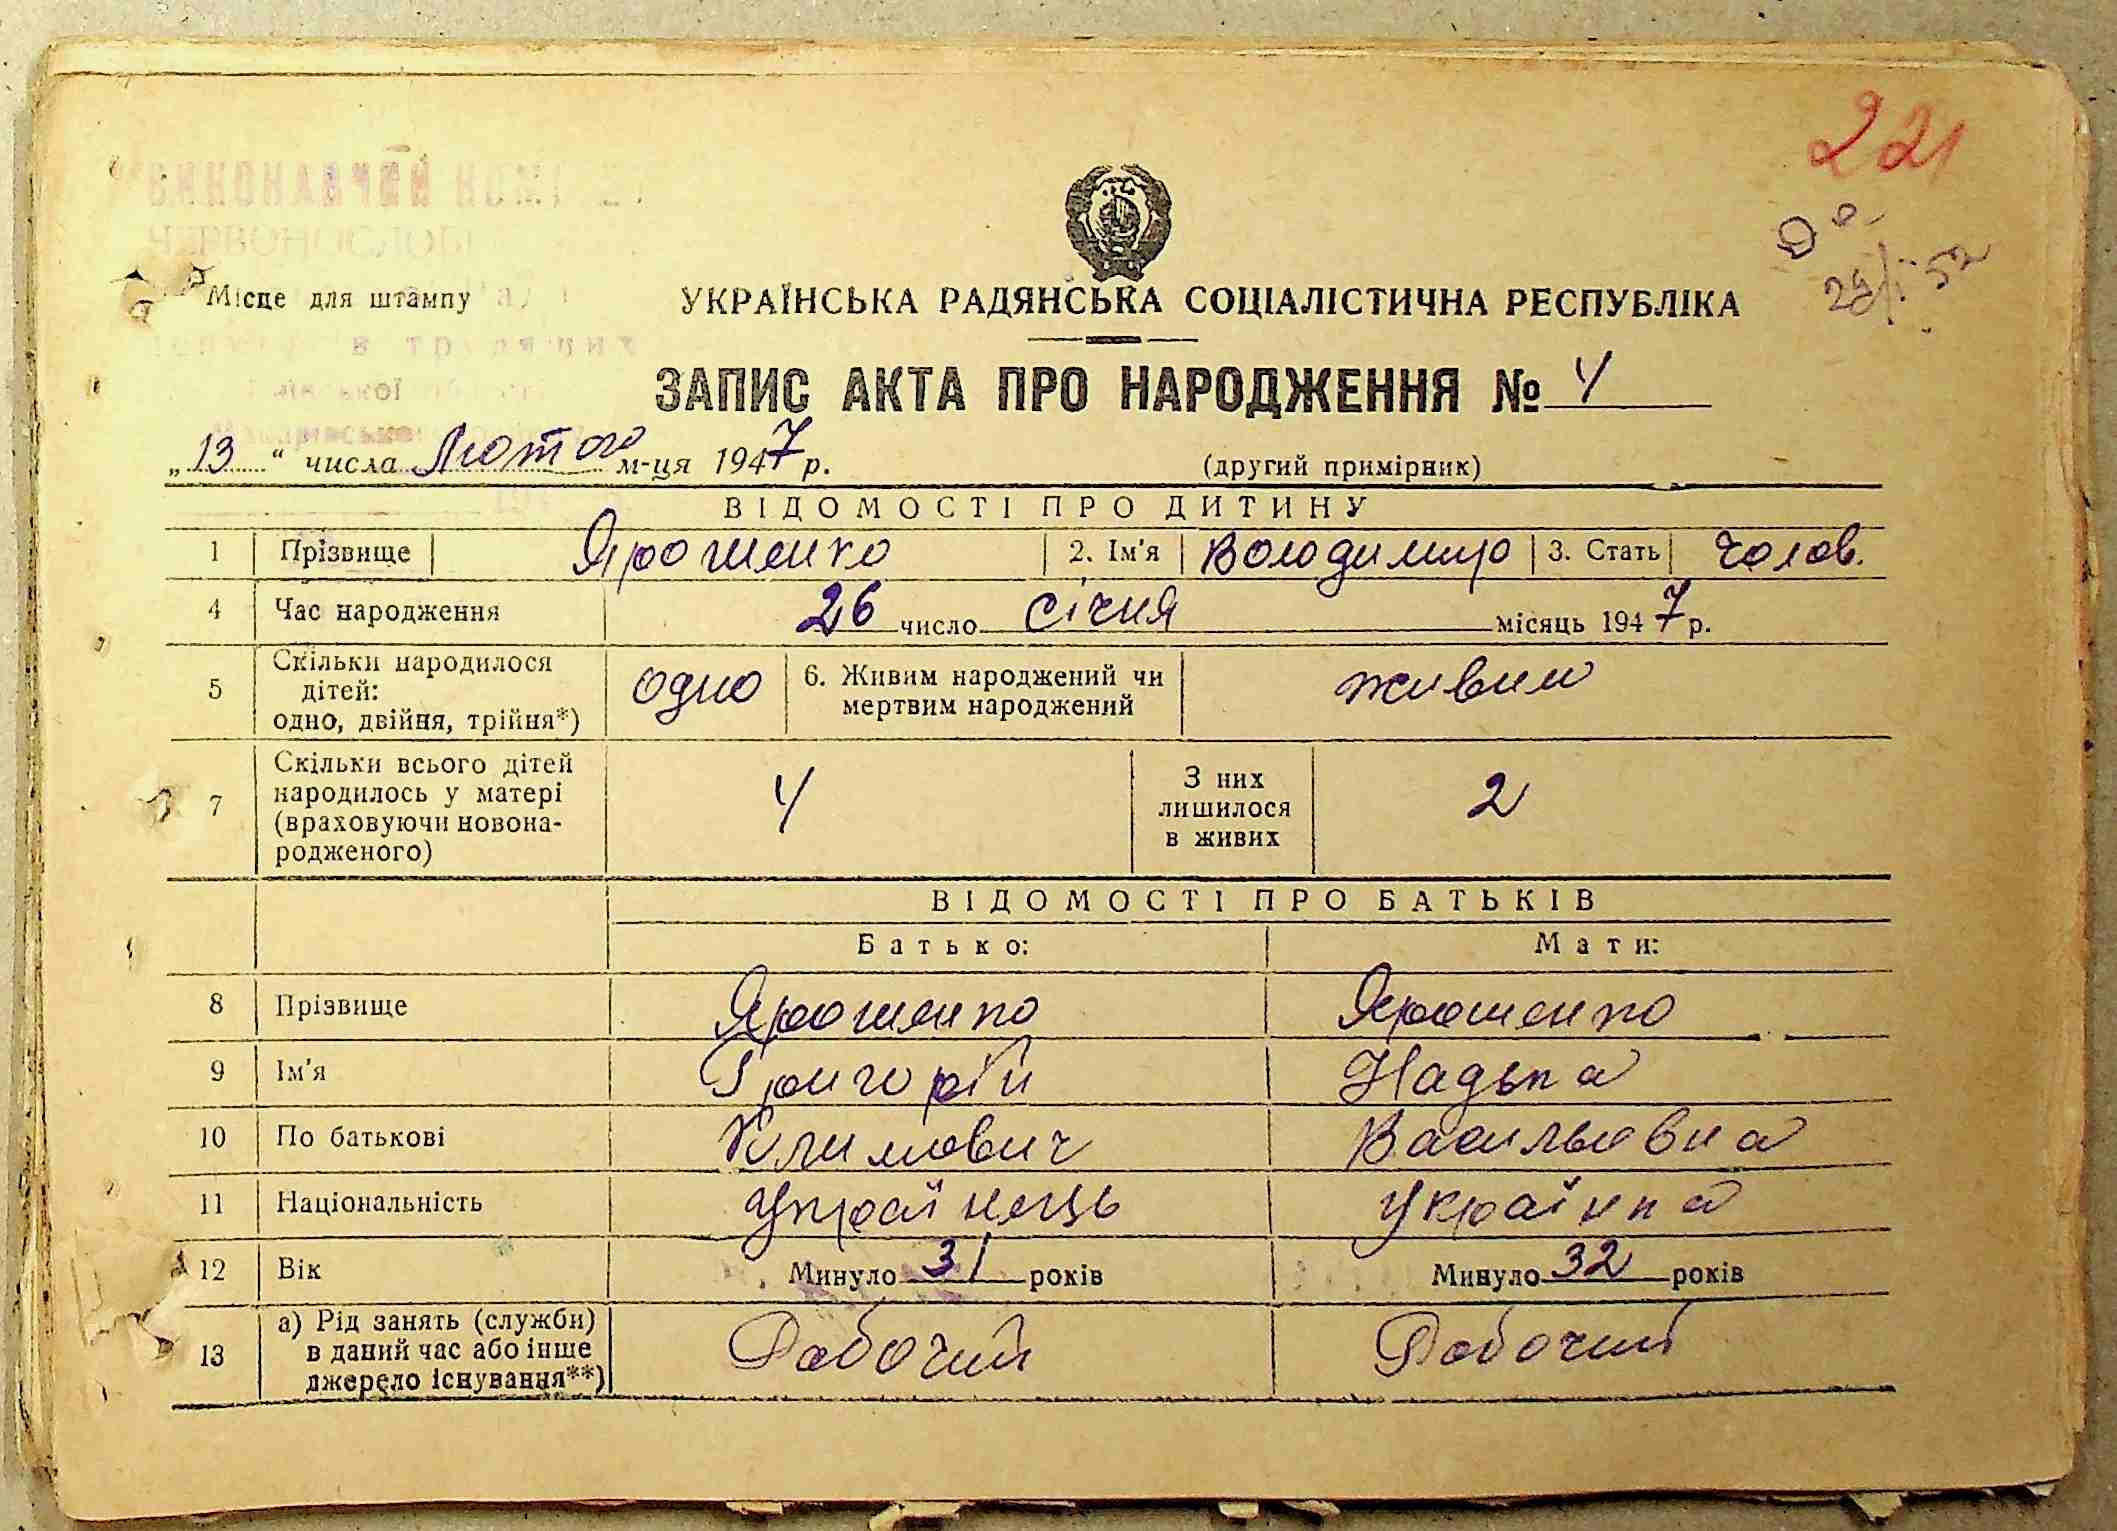 221
ВИКОНАВЧИЙ КОМІТЕТ
Місце для штампу
УКРАЇНСЬКА РАДЯНСЬКА СОЦІАЛІСТИЧНА РЕСПУБЛІКА
ЗАПИС АКТА ПРО НАРОДЖЕННЯ № 4
„13“ числа Лютого м-ця 1947 р. (другий примірник)
ВІДОМОСТІ ПРО ДИТИНУ
1 Прізвище Ярошенко 2. Ім'я Володимир 3. Стать Чолов.
4 Час народження 26 число січня місяць 1947 р.
5 Скільки народилося
дітей:
одно, двійня, трійня*) одно 6. Живим народжений чи
мертвим народжений живим
7 Скільки всього дітей
народилось у матері
(враховуючи новона-
родженого) 4 З них
лишилося
в живих 2
ВІДОМОСТІ ПРО БАТЬКІВ
Батько: Мати:
8 Прізвище Ярошенко Ярошенко
9 Ім'я Григорій Надька
10 По батькові Климович Васильовна
11 Національність Українець Українка
12 Вік Минуло 31 років Минуло 32 років
13 а) Рід занять (служби)
в даний час або інше
джерело існування**) Рабочий Рабочий